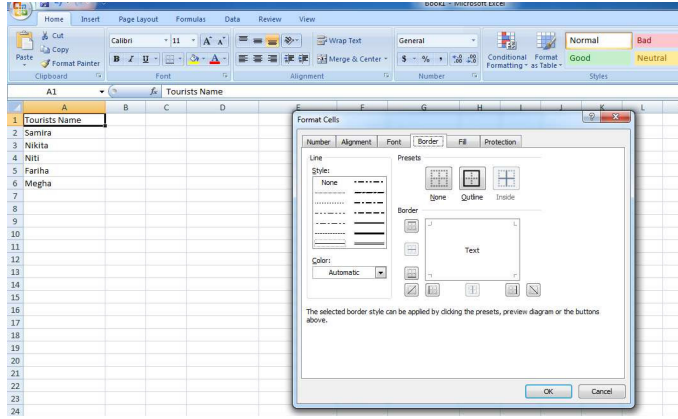 Book1 - Microsoft Excel
Home Insert Page Layout Formulas Data Review View
Cut
Copy
Format Painter
Paste
Clipboard
Calibri 11 A A
B I U A
Font
Wrap Text
Merge & Center
Alignment
General
$ % , .0 .00 .00 .0
Number
Conditional Formatting
Format as Table
Normal Bad
Good Neutral
Styles
A1 fx Tourists Name
A B C D E F G H I J K L
1 Tourists Name
2 Samira
3 Nikita
4 Niti
5 Fariha
6 Megha
7
8
9
10
11
12
13
14
15
16
17
18
19
20
21
22
23
24
Format Cells
Number Alignment Font Border Fill Protection
Line
Style:
None
Color:
Automatic
Presets
None Outline Inside
Border
Text
The selected border style can be applied by clicking the presets, preview diagram or the buttons
above.
OK Cancel